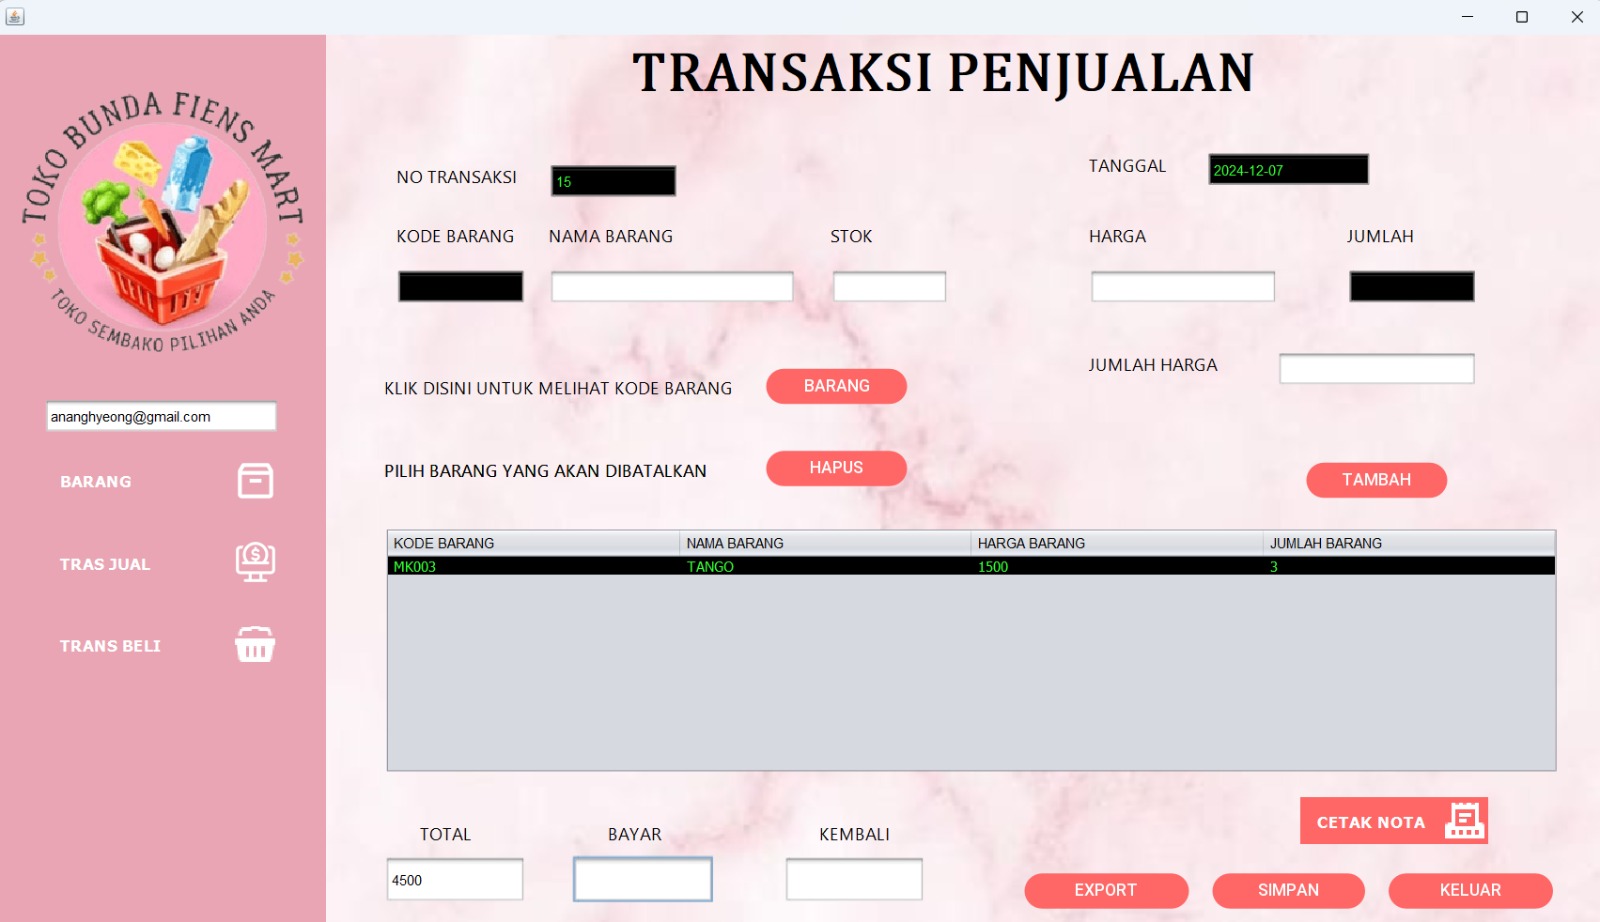 TOKO BUNDA FIENS MART
TOKO SEMBAKO PILIHAN ANDA
ananghyeong@gmail.com
BARANG
TRAS JUAL
TRANS BELI
TRANSAKSI PENJUALAN
NO TRANSAKSI 15 TANGGAL 2024-12-07
KODE BARANG NAMA BARANG STOK HARGA JUMLAH
JUMLAH HARGA
KLIK DISINI UNTUK MELIHAT KODE BARANG BARANG
PILIH BARANG YANG AKAN DIBATALKAN HAPUS
TAMBAH
KODE BARANG NAMA BARANG HARGA BARANG JUMLAH BARANG
MK003 TANGO 1500 3
CETAK NOTA
TOTAL BAYAR KEMBALI
4500
EXPORT SIMPAN KELUAR